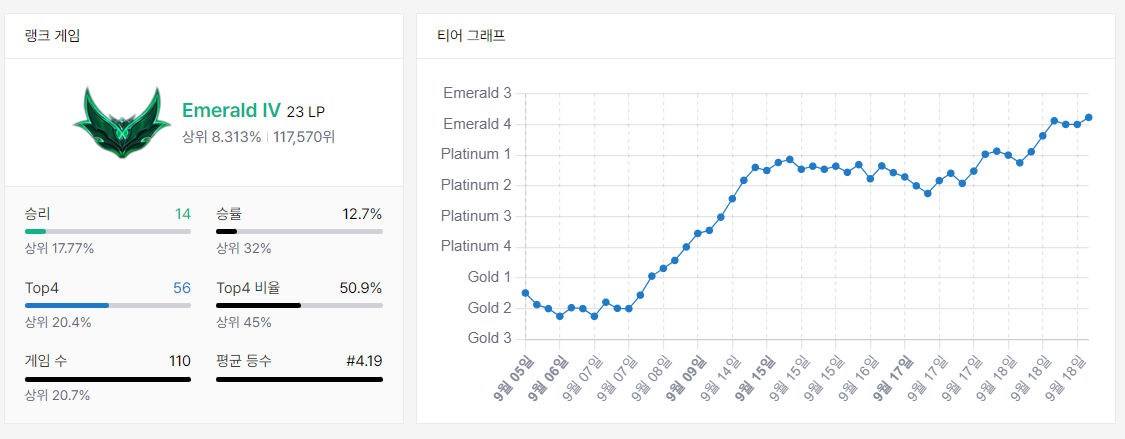 랭크 게임
Emerald IV 23 LP
상위 8.313% | 117,570위
승리 14
상위 17.77%
승률 12.7%
상위 32%
Top4 56
상위 20.4%
Top4 비율 50.9%
상위 45%
게임 수 110
상위 20.7%
평균 등수 #4.19
티어 그래프
Emerald 3
Emerald 4
Platinum 1
Platinum 2
Platinum 3
Platinum 4
Gold 1
Gold 2
Gold 3
9월 05일
9월 06일
9월 07일
9월 07일
9월 08일
9월 09일
9월 14일
9월 15일
9월 15일
9월 15일
9월 16일
9월 17일
9월 17일
9월 17일
9월 18일
9월 18일
9월 18일